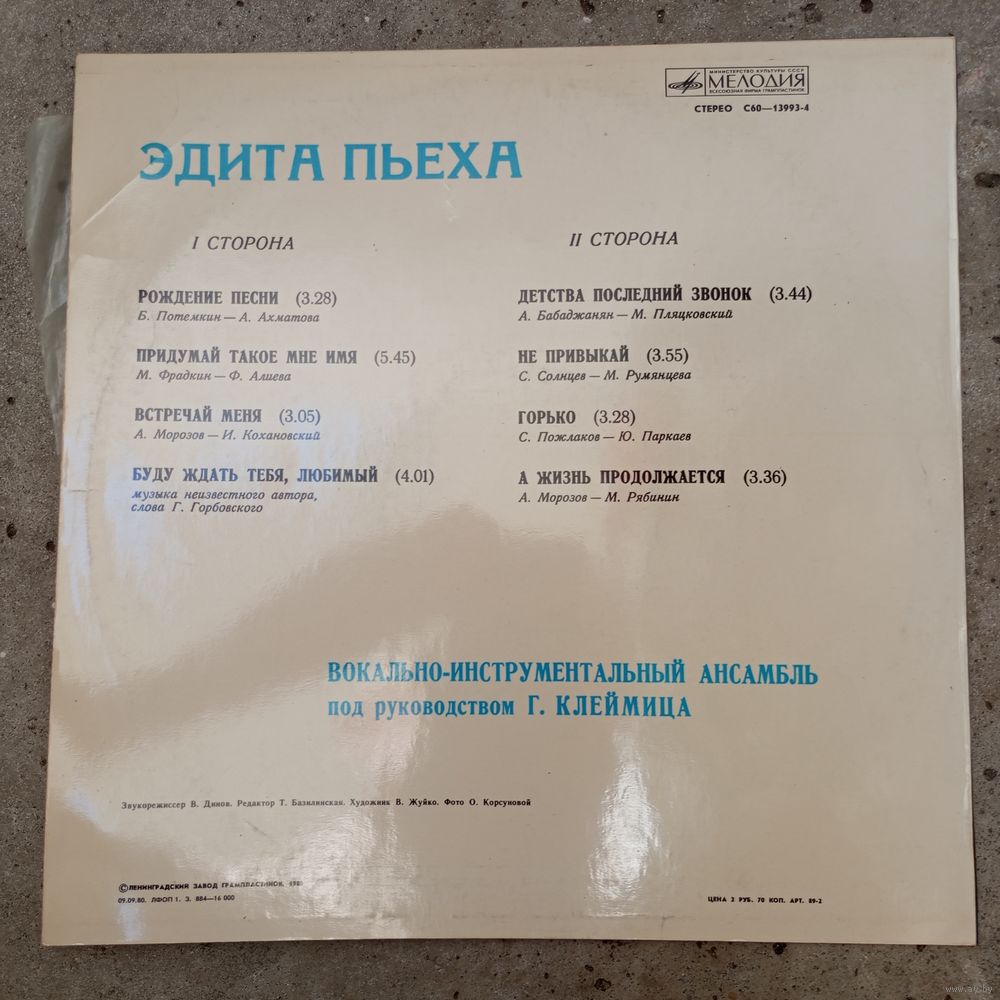 МИНИСТЕРСТВО КУЛЬТУРЫ СССР
МЕЛОДИЯ
ВСЕСОЮЗНАЯ ФИРМА ГРАМПЛАСТИНОК
СТЕРЕО С60—13993-4
ЭДИТА ПЬЕХА
I СТОРОНА
РОЖДЕНИЕ ПЕСНИ (3.28)
Б. Потемкин — А. Ахматова
ПРИДУМАЙ ТАКОЕ МНЕ ИМЯ (5.45)
М. Фрадкин — Ф. Алиева
ВСТРЕЧАЙ МЕНЯ (3.05)
А. Морозов — И. Кохановский
БУДУ ЖДАТЬ ТЕБЯ, ЛЮБИМЫЙ (4.01)
музыка неизвестного автора,
слова Г. Горбовского
II СТОРОНА
ДЕТСТВА ПОСЛЕДНИЙ ЗВОНОК (3.44)
А. Бабаджанян — М. Пляцковский
НЕ ПРИВЫКАЙ (3.55)
С. Солнцев — М. Румянцева
ГОРЬКО (3.28)
С. Пожлаков — Ю. Паркаев
А ЖИЗНЬ ПРОДОЛЖАЕТСЯ (3.36)
А. Морозов — М. Рябинин
ВОКАЛЬНО-ИНСТРУМЕНТАЛЬНЫЙ АНСАМБЛЬ
под руководством Г. КЛЕЙМИЦА
Звукорежиссер В. Динов. Редактор Т. Базилинская. Художник В. Жуйко. Фото О. Корсуновой
©ЛЕНИНГРАДСКИЙ ЗАВОД ГРАМПЛАСТИНОК, 1980
09.09.80. ЛФОП 1. З. 884—16 000
ЦЕНА 2 РУБ. 70 КОП. АРТ. 89-2
www.ay.by